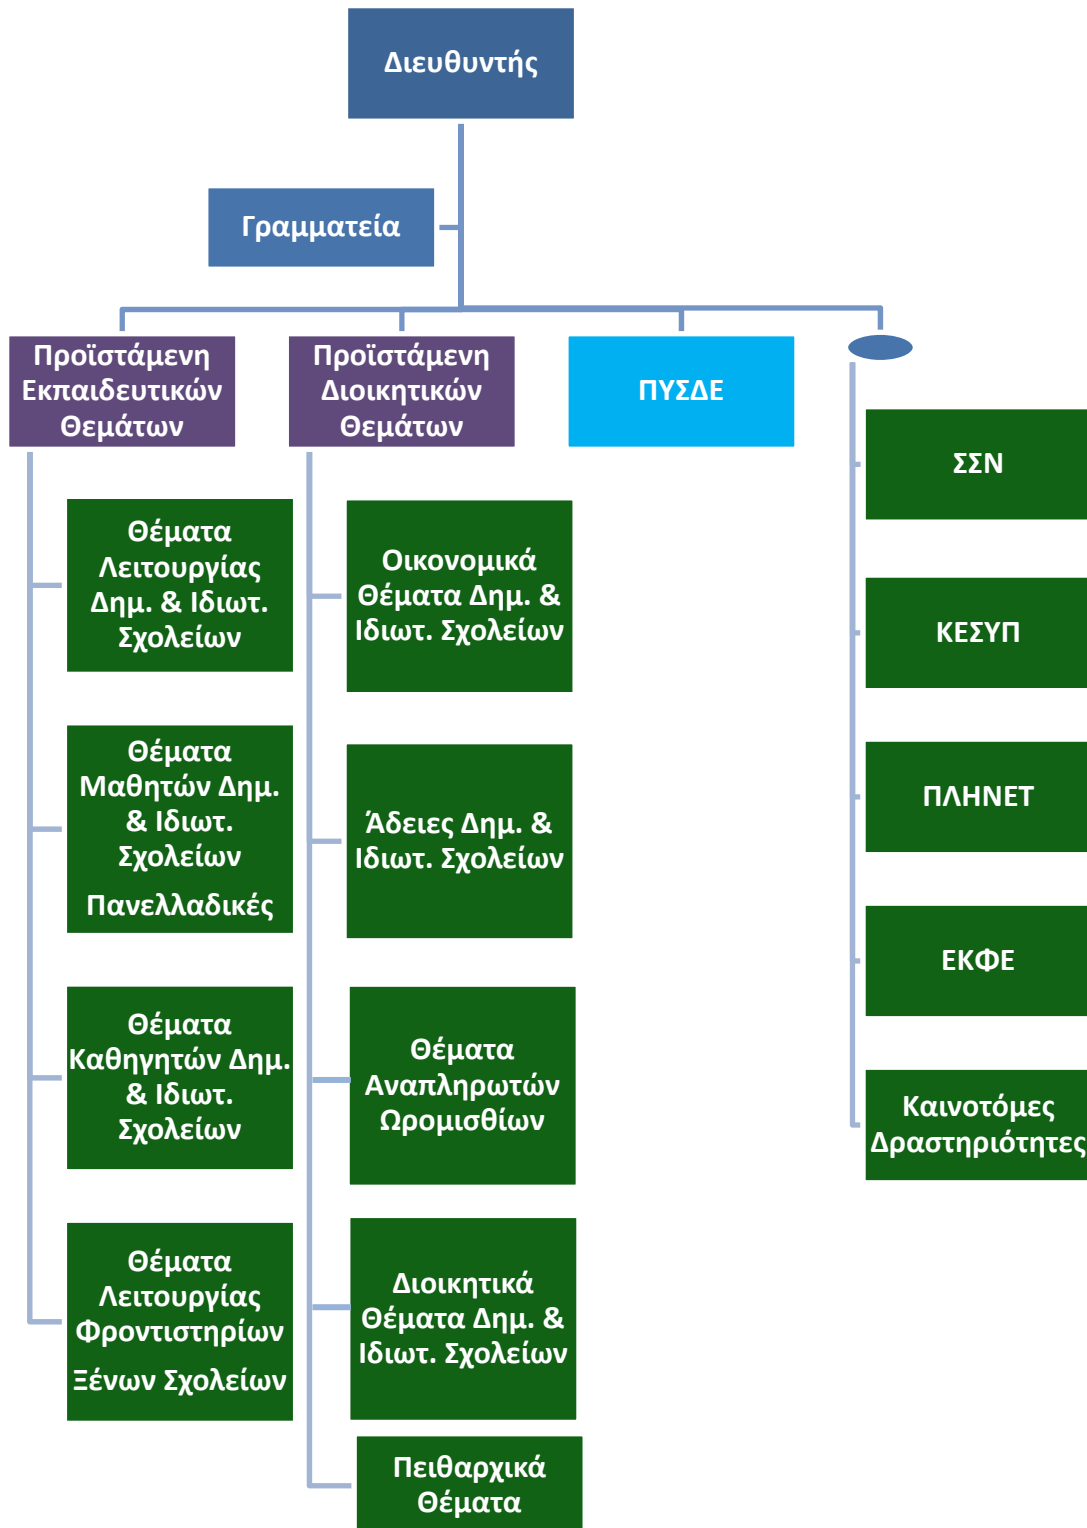 Διευθυντής
Γραμματεία
Προϊστάμενη
Εκπαιδευτικών
Θεμάτων
Θέματα
Λειτουργίας
Δημ. & Ιδιωτ.
Σχολείων
Θέματα
Μαθητών Δημ.
& Ιδιωτ.
Σχολείων
Πανελλαδικές
Θέματα
Καθηγητών Δημ.
& Ιδιωτ.
Σχολείων
Θέματα
Λειτουργίας
Φροντιστηρίων
Ξένων Σχολείων
Προϊστάμενη
Διοικητικών
Θεμάτων
Οικονομικά
Θέματα Δημ. &
Ιδιωτ. Σχολείων
Άδειες Δημ. &
Ιδιωτ. Σχολείων
Θέματα
Αναπληρωτών
Ωρομισθίων
Διοικητικά
Θέματα Δημ. &
Ιδιωτ. Σχολείων
Πειθαρχικά
Θέματα
ΠΥΣΔΕ
ΣΣΝ
ΚΕΣΥΠ
ΠΛΗΝΕΤ
ΕΚΦΕ
Καινοτόμες
Δραστηριότητες